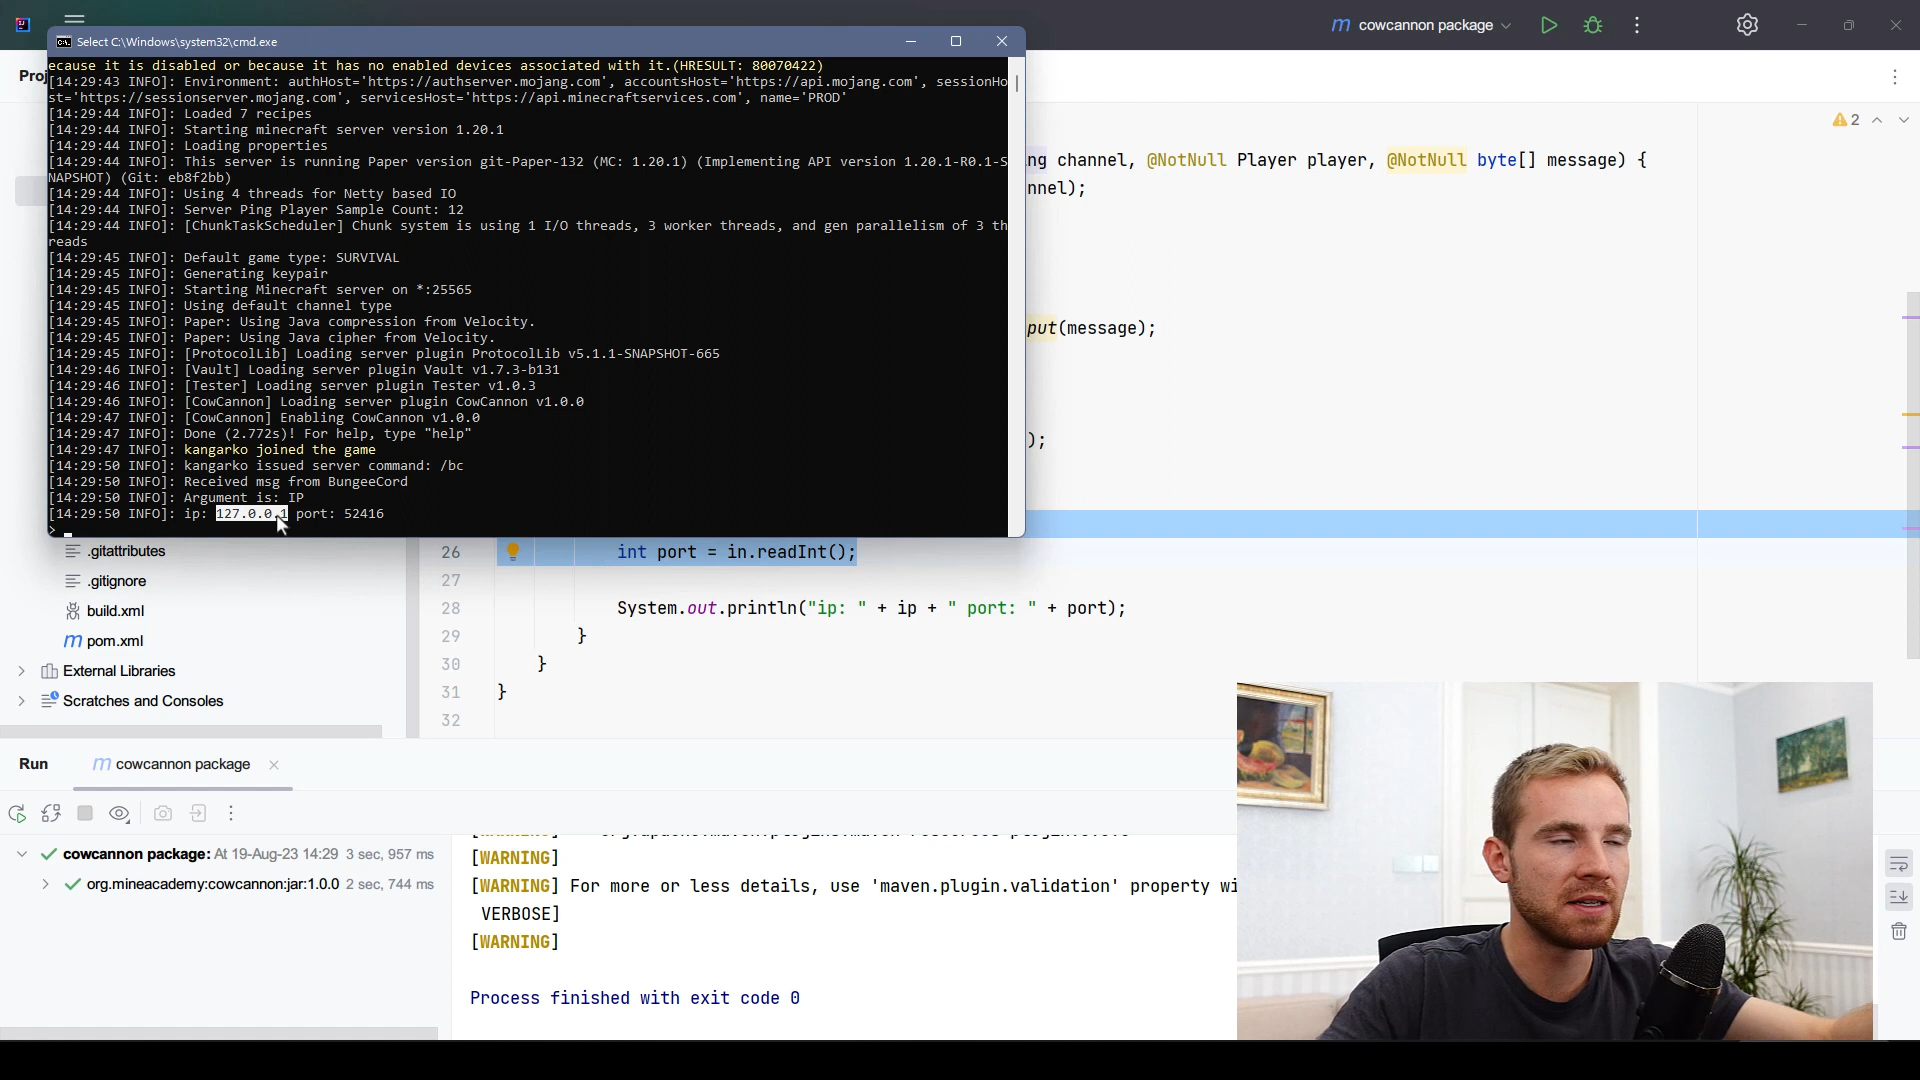 cowcannon package
Select C:\Windows\system32\cmd.exe
Proj
ecause it is disabled or because it has no enabled devices associated with it.(HRESULT: 80070422)
[14:29:43 INFO]: Environment: authHost='https://authserver.mojang.com', accountsHost='https://api.mojang.com', sessionHo
st='https://sessionserver.mojang.com', servicesHost='https://api.minecraftservices.com', name='PROD'
[14:29:44 INFO]: Loaded 7 recipes
[14:29:44 INFO]: Starting minecraft server version 1.20.1
[14:29:44 INFO]: Loading properties
[14:29:44 INFO]: This server is running Paper version git-Paper-132 (MC: 1.20.1) (Implementing API version 1.20.1-R0.1-S
NAPSHOT) (Git: eb8f2bb)
[14:29:44 INFO]: Using 4 threads for Netty based IO
[14:29:44 INFO]: Server Ping Player Sample Count: 12
[14:29:44 INFO]: [ChunkTaskScheduler] Chunk system is using 1 I/O threads, 3 worker threads, and gen parallelism of 3 th
reads
[14:29:45 INFO]: Default game type: SURVIVAL
[14:29:45 INFO]: Generating keypair
[14:29:45 INFO]: Starting Minecraft server on *:25565
[14:29:45 INFO]: Using default channel type
[14:29:45 INFO]: Paper: Using Java compression from Velocity.
[14:29:45 INFO]: Paper: Using Java cipher from Velocity.
[14:29:45 INFO]: [ProtocolLib] Loading server plugin ProtocolLib v5.1.1-SNAPSHOT-665
[14:29:46 INFO]: [Vault] Loading server plugin Vault v1.7.3-b131
[14:29:46 INFO]: [Tester] Loading server plugin Tester v1.0.3
[14:29:46 INFO]: [CowCannon] Loading server plugin CowCannon v1.0.0
[14:29:47 INFO]: [CowCannon] Enabling CowCannon v1.0.0
[14:29:47 INFO]: Done (2.772s)! For help, type "help"
[14:29:47 INFO]: kangarko joined the game
[14:29:50 INFO]: kangarko issued server command: /bc
[14:29:50 INFO]: Received msg from BungeeCord
[14:29:50 INFO]: Argument is: IP
[14:29:50 INFO]: ip: 127.0.0.1 port: 52416
>
2
ng channel, @NotNull Player player, @NotNull byte[] message) {
nnel);
put(message);
);
26 int port = in.readInt();
27
28 System.out.println("ip: " + ip + " port: " + port);
29 }
30 }
31 }
32
.gitattributes
.gitignore
build.xml
pom.xml
External Libraries
Scratches and Consoles
Run
cowcannon package
cowcannon package: At 19-Aug-23 14:29 3 sec, 957 ms
org.mineacademy:cowcannon:jar:1.0.0 2 sec, 744 ms
[WARNING]
[WARNING] For more or less details, use 'maven.plugin.validation' property wi
VERBOSE]
[WARNING]
Process finished with exit code 0